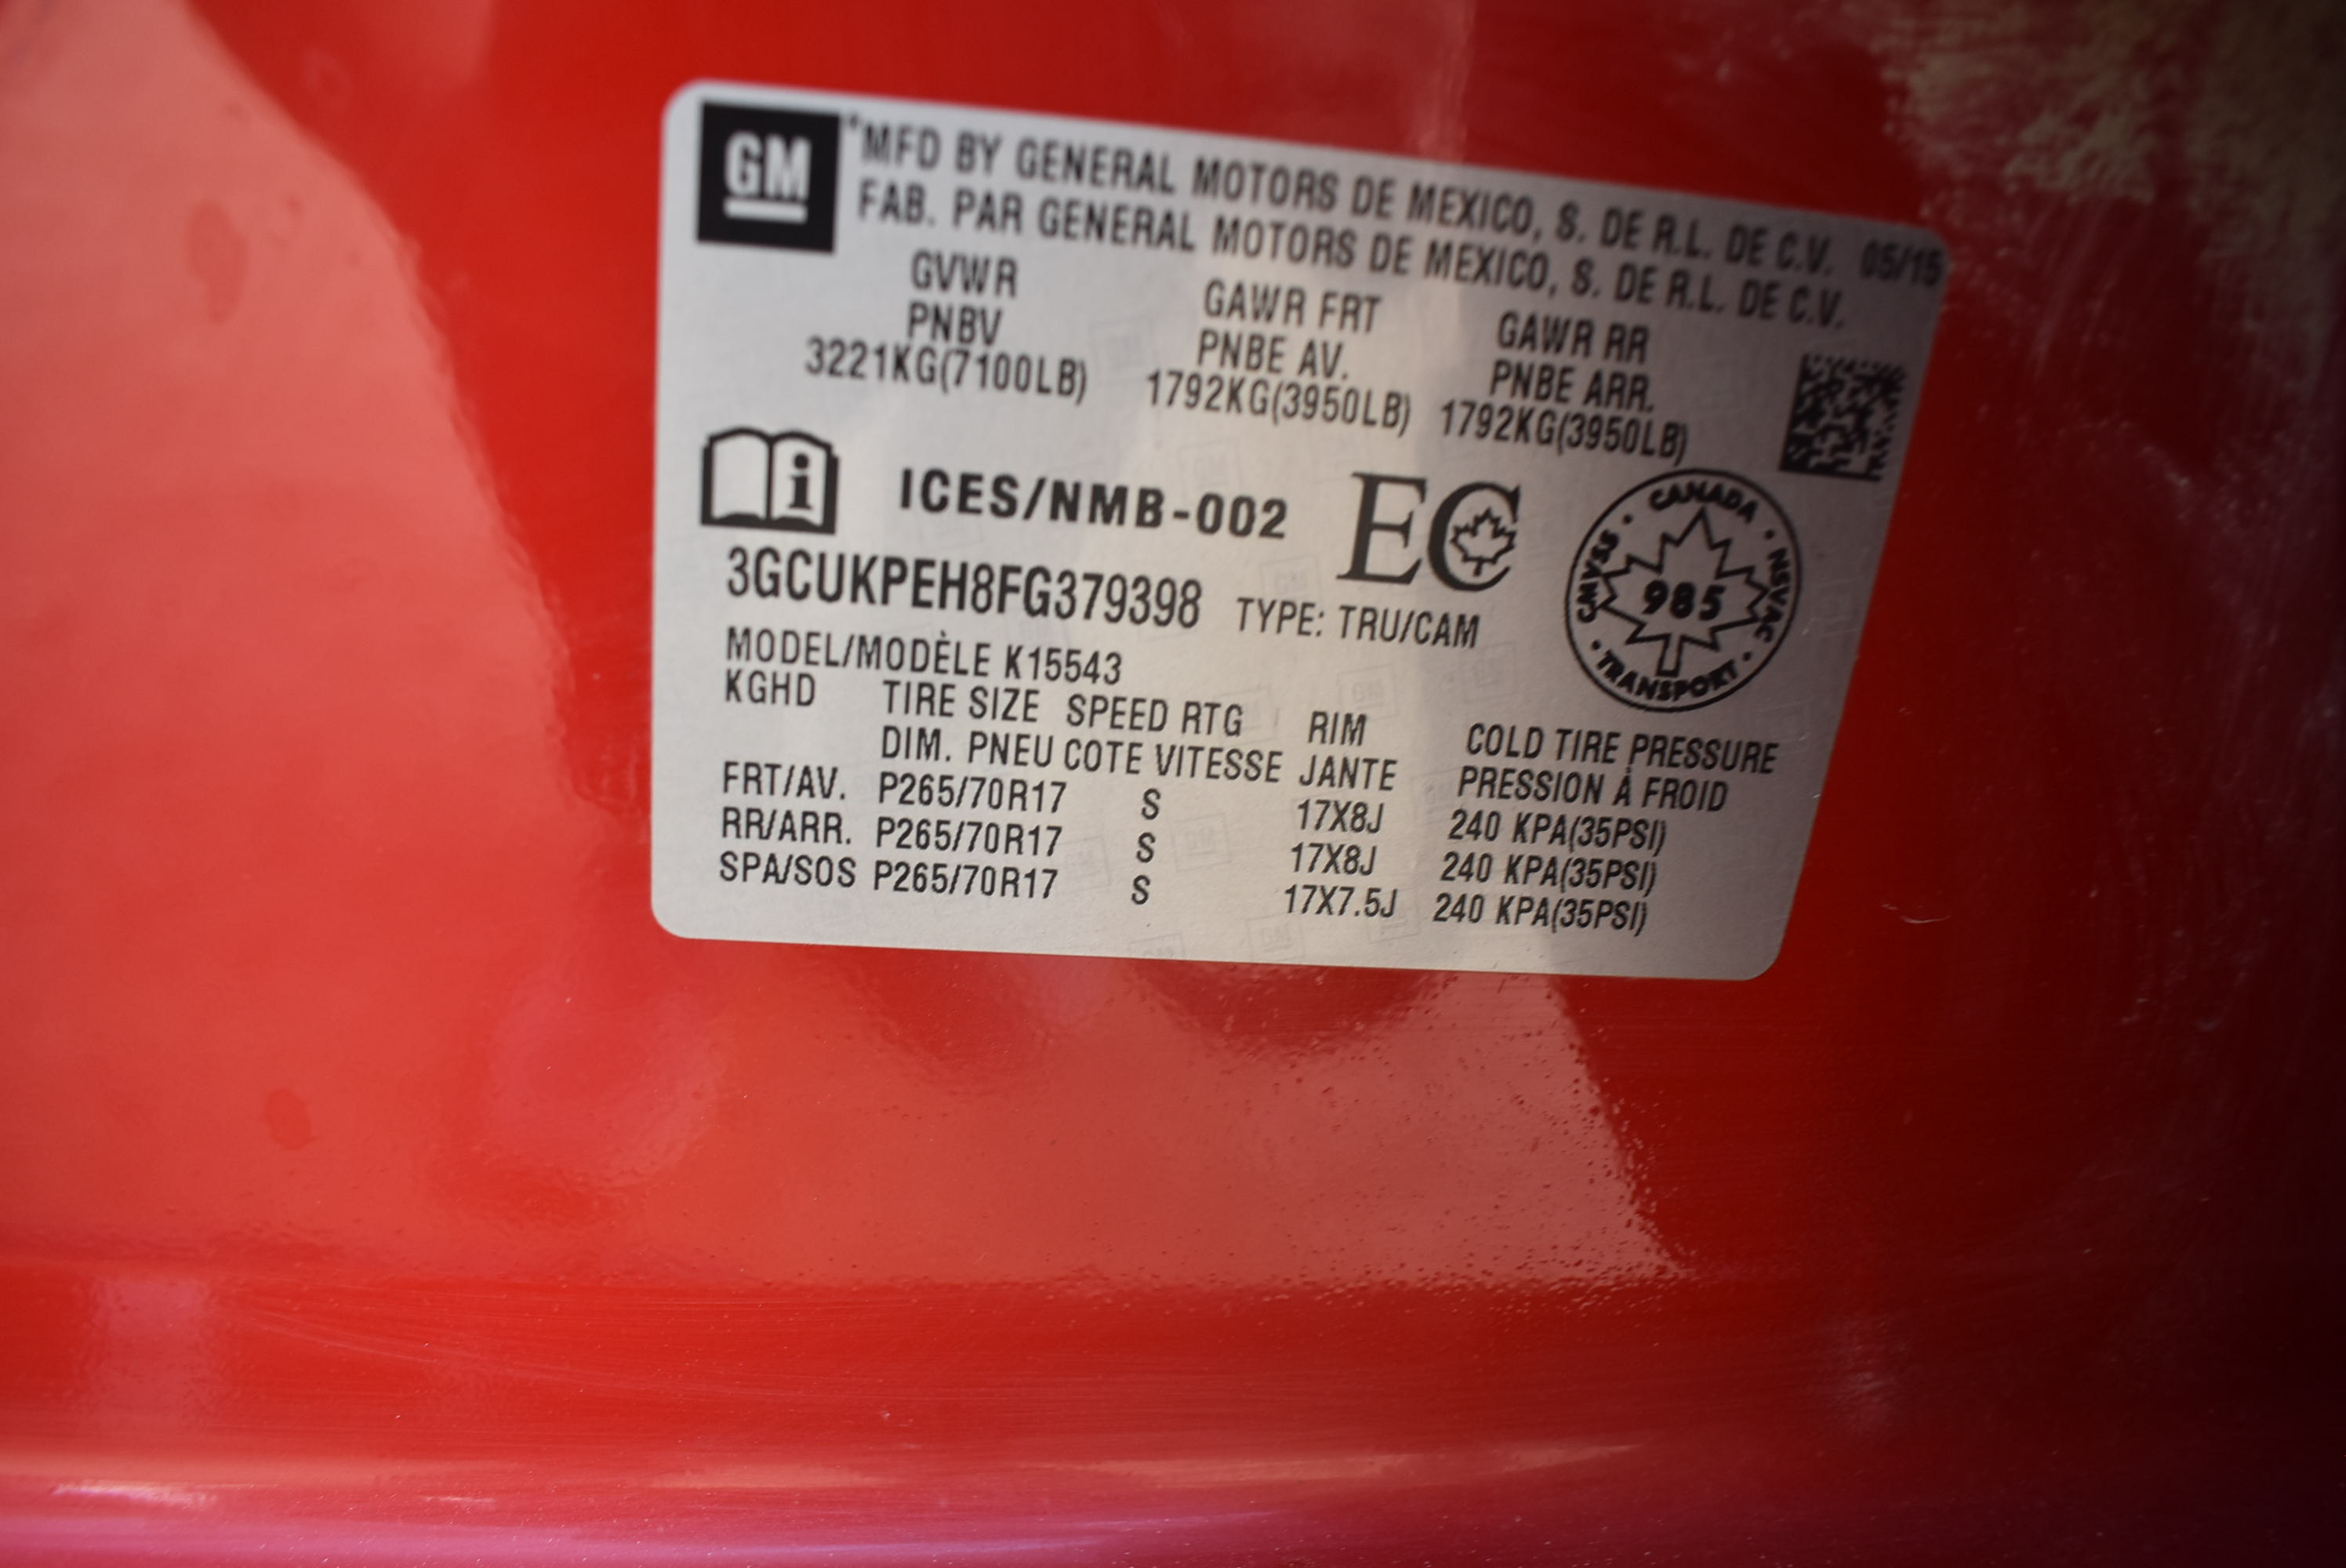 GM
*MFD BY GENERAL MOTORS DE MEXICO, S. DE R.L. DE C.V. 05/15
FAB. PAR GENERAL MOTORS DE MEXICO, S. DE R.L. DE C.V.
GVWR GAWR FRT GAWR RR
PNBV PNBE AV. PNBE ARR.
3221KG(7100LB) 1792KG(3950LB) 1792KG(3950LB)
i ICES/NMB-002 EC
CANADA · NSVAC · TRANSPORT · CMVSS ·
985
3GCUKPEH8FG379398 TYPE: TRU/CAM
MODEL/MODÈLE K15543
KGHD TIRE SIZE SPEED RTG RIM COLD TIRE PRESSURE
DIM. PNEU COTE VITESSE JANTE PRESSION À FROID
FRT/AV. P265/70R17 S 17X8J 240 KPA(35PSI)
RR/ARR. P265/70R17 S 17X8J 240 KPA(35PSI)
SPA/SOS P265/70R17 S 17X7.5J 240 KPA(35PSI)